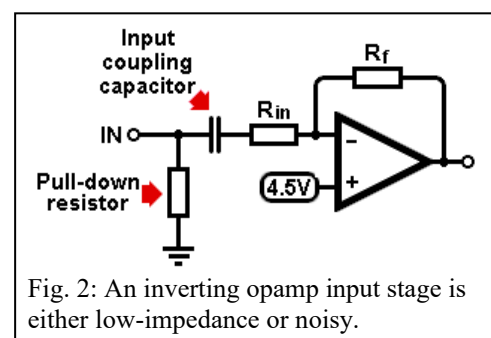 Input
coupling
capacitor
Rf
Rin
IN
Pull-down
resistor
4.5V
−
+
Fig. 2: An inverting opamp input stage is
either low-impedance or noisy.